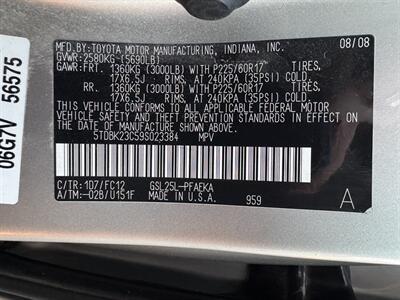 MFD.BY:TOYOTA MOTOR MANUFACTURING, INDIANA, INC. 08/08
GVWR:2580KG (5690LB)
GAWR:FRT. 1360KG (3000LB)WITH P225/60R17 TIRES,
17X6.5J RIMS,AT 240KPA (35PSI) COLD
RR. 1360KG (3000LB)WITH P225/60R17 TIRES,
17X6.5J RIMS,AT 240KPA (35PSI) COLD
THIS VEHICLE CONFORMS TO ALL APPLICABLE FEDERAL MOTOR
VEHICLE SAFETY STANDARDS IN EFFECT ON THE DATE OF
MANUFACTURE SHOWN ABOVE.
5TDBK23C59S023384 MPV
C/TR: 1D7/FC12 GSL25L-PFAEKA
A/TM:-02B/U151F MADE IN U.S.A. 959 A
06G7V 56575